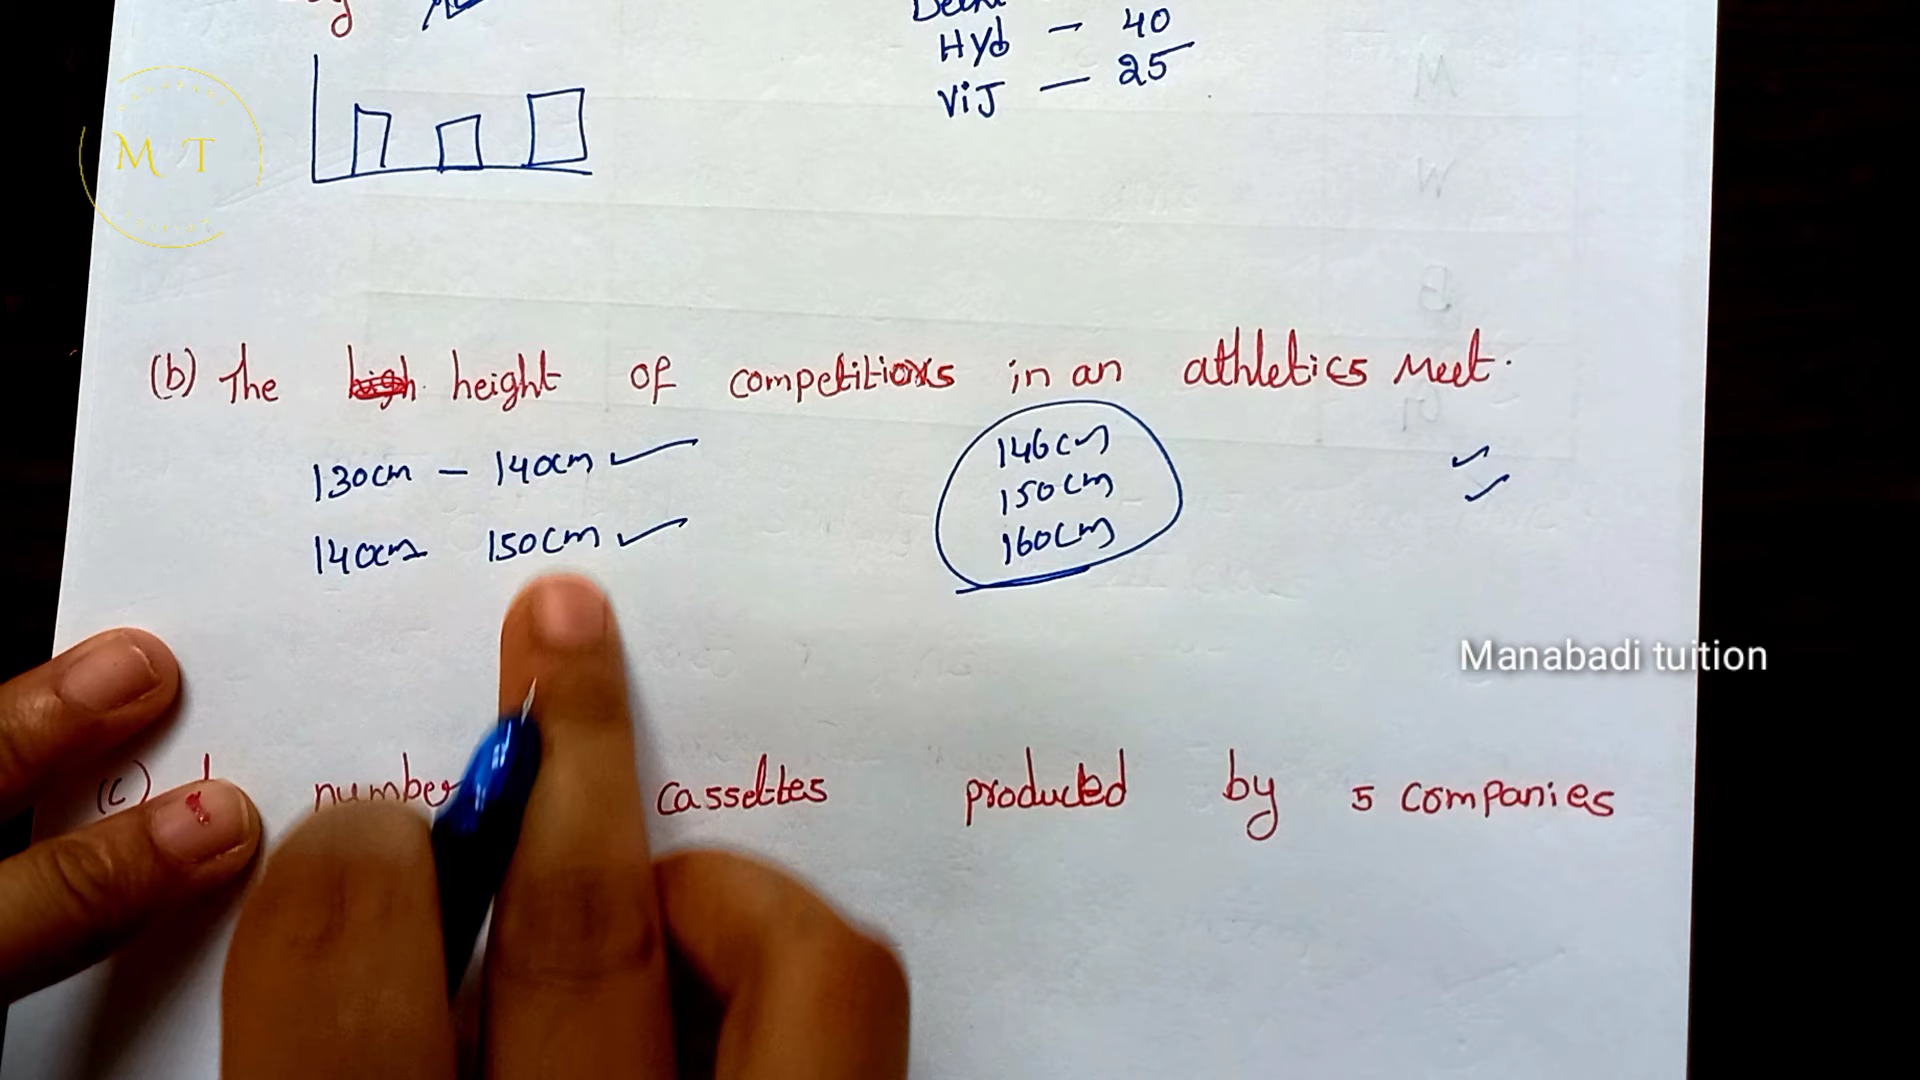 Hyd — 40
ViJ — 25
M T
(b) The height of competitions in an athletics Meet.
130cm – 140cm
146cm
150cm
140cm 150cm
160cm
Manabadi tuition
(c) number cassettes produced by 5 companies